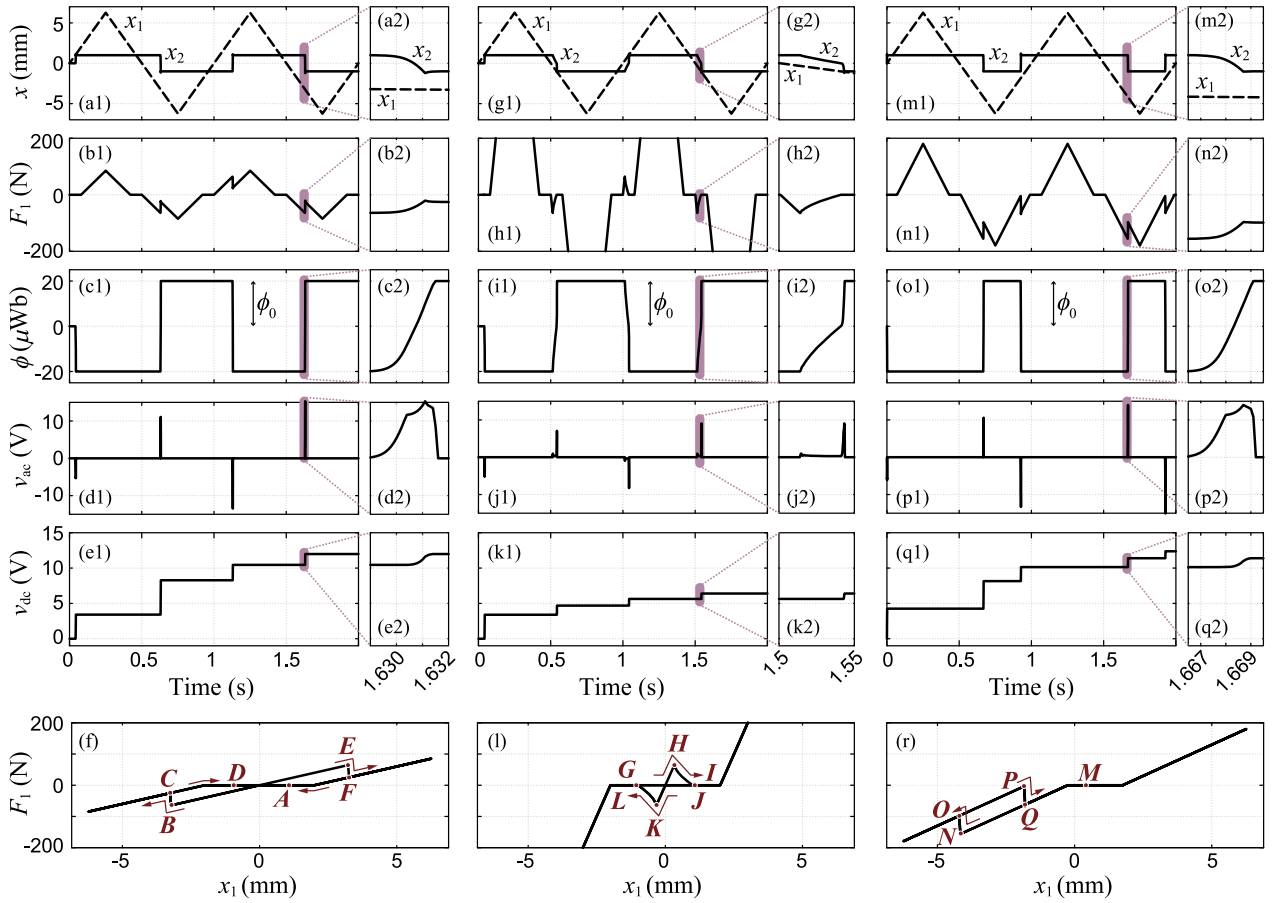 x (mm)
5
0
-5
x₁
x₂
(a1)
(a2)
x₂
x₁
x₁
x₂
(g1)
(g2)
x₂
x₁
x₁
x₂
(m1)
(m2)
x₂
x₁
F₁ (N)
200
0
-200
(b1)
(b2)
(h1)
(h2)
(n1)
(n2)
ϕ (µWb)
20
0
-20
(c1)
ϕ₀
(c2)
(i1)
ϕ₀
(i2)
(o1)
ϕ₀
(o2)
v_ac (V)
10
0
-10
(d1)
(d2)
(j1)
(j2)
(p1)
(p2)
v_dc (V)
15
10
5
0
(e1)
(e2)
(k1)
(k2)
(q1)
(q2)
0 0.5 1 1.5 1.630 1.632
0 0.5 1 1.5 1.5 1.55
0 0.5 1 1.5 1.667 1.669
Time (s)
Time (s)
Time (s)
F₁ (N)
200
0
-200
(f)
C
D
E
B
A
F
(l)
G
H
I
L
K
J
(r)
P
M
O
N
Q
-5 0 5
-5 0 5
-5 0 5
x₁ (mm)
x₁ (mm)
x₁ (mm)